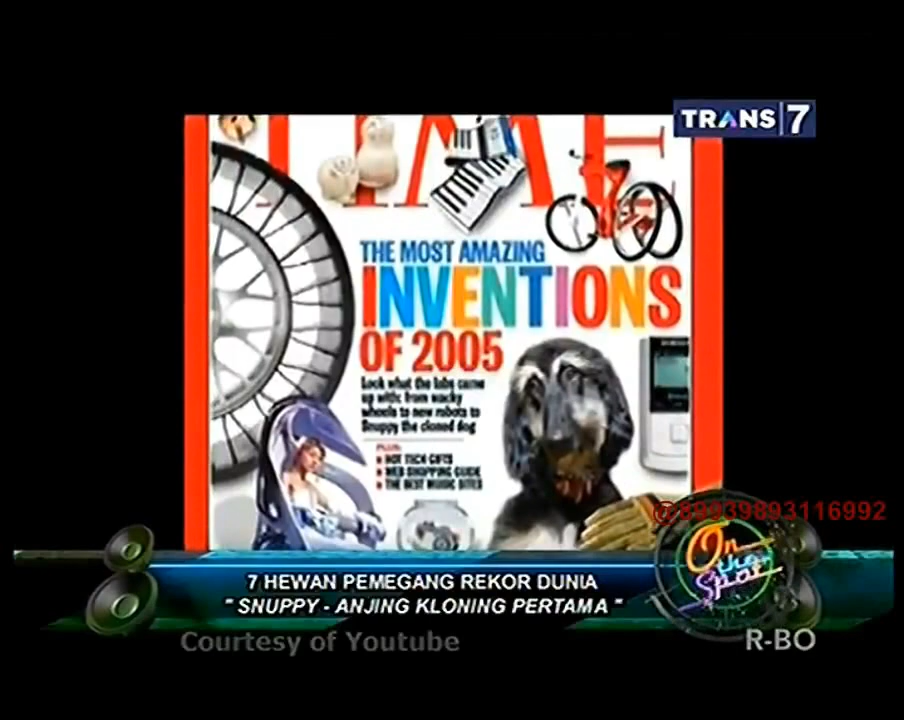 TRANS 7
TIME
THE MOST AMAZING
INVENTIONS
OF 2005
Look what the labs came
up with: from wacky
wheels to new robots to
Snuppy the cloned dog
PLUS:
HOT TECH GIFTS
WEB SHOPPING GUIDE
THE BEST MUSIC SITES
@89939893116992
On
the
Spot
7 HEWAN PEMEGANG REKOR DUNIA
" SNUPPY - ANJING KLONING PERTAMA "
Courtesy of Youtube
R-BO